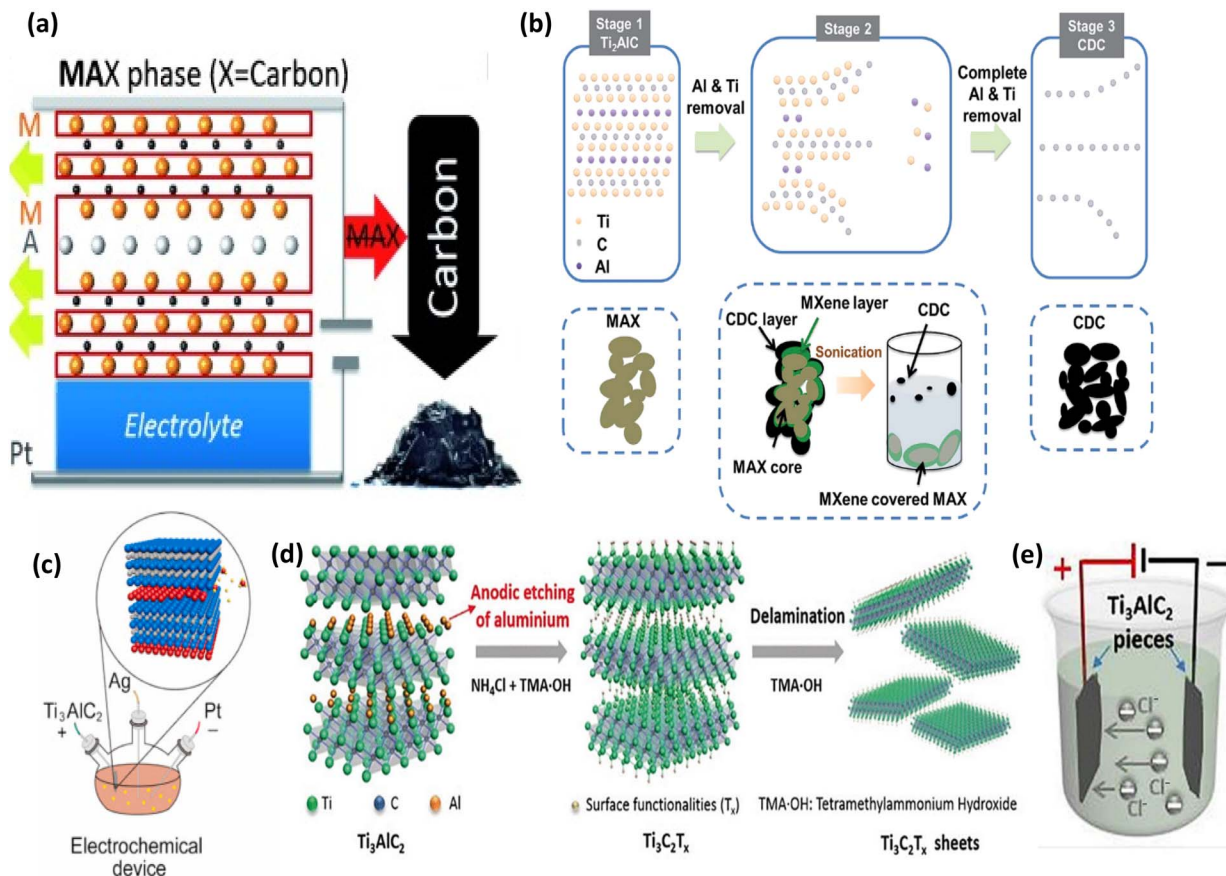 (a)
MAX phase (X=Carbon)
M
M
A
MAX
Carbon
Electrolyte
Pt
(b)
Stage 1
Ti₂AlC
Al & Ti
removal
Stage 2
Complete
Al & Ti
removal
Stage 3
CDC
Ti
C
Al
MAX
CDC layer
MXene layer
Sonication
MAX core
CDC
MXene covered MAX
CDC
(c)
Ag
Ti₃AlC₂
+
Pt
−
Electrochemical
device
(d)
Anodic etching
of aluminium
NH₄Cl + TMA·OH
Delamination
TMA·OH
Ti
C
Al
Surface functionalities (Tₓ)
TMA·OH: Tetramethylammonium Hydroxide
Ti₃AlC₂
Ti₃C₂Tₓ
Ti₃C₂Tₓ sheets
(e)
+
−
Ti₃AlC₂
pieces
Cl⁻
Cl⁻
Cl⁻
Cl⁻